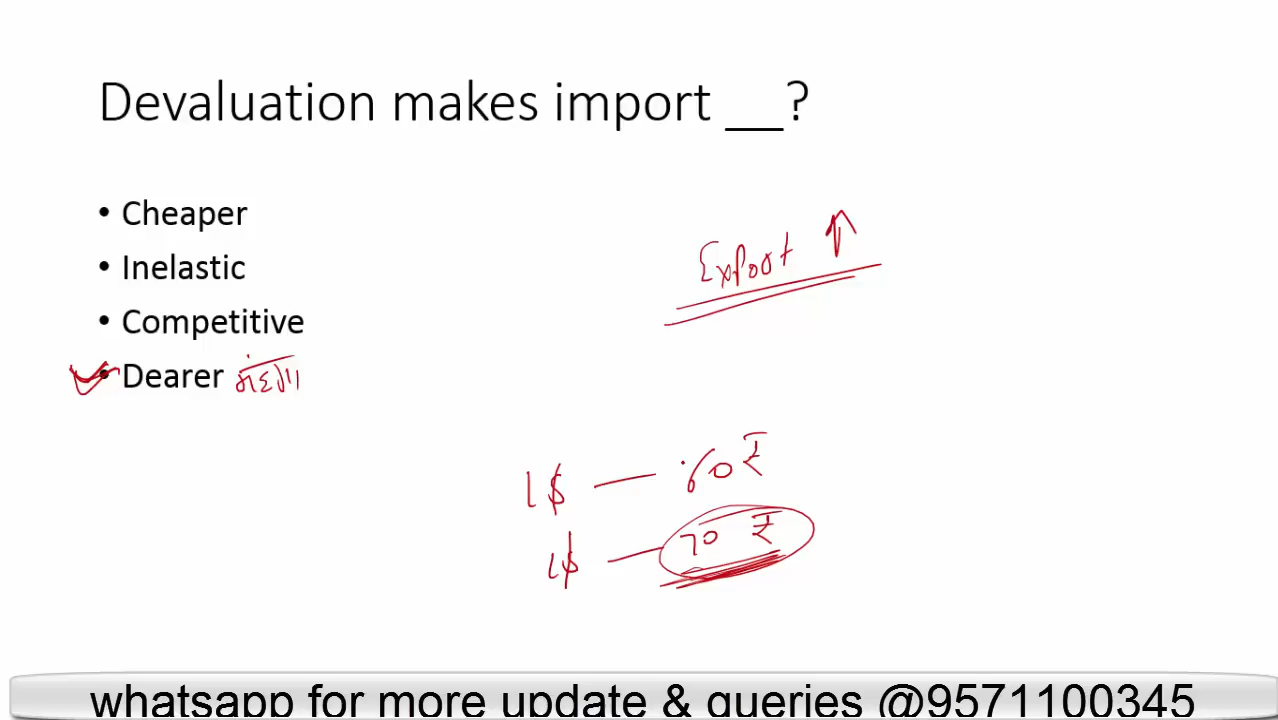 Devaluation makes import __?
• Cheaper
• Inelastic
• Competitive
• Dearer महंगा
Export ↑
1$ — 60 ₹
1$ — 70 ₹
whatsapp for more update & queries @9571100345